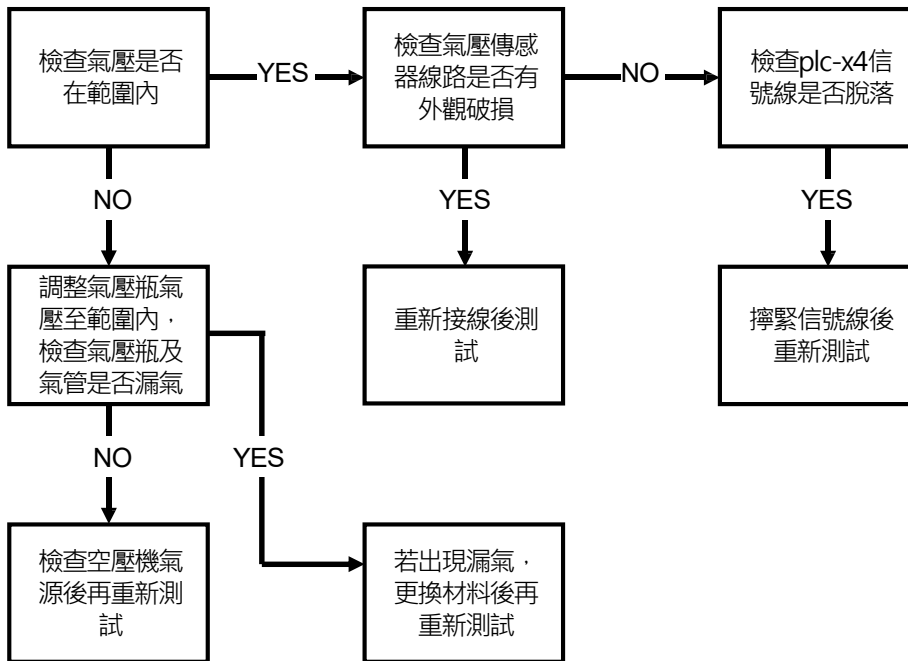 檢查氣壓是否
在範圍內
YES
檢查氣壓傳感
器線路是否有
外觀破損
NO
檢查plc-x4信
號線是否脫落
NO
YES
YES
調整氣壓瓶氣
壓至範圍內，
檢查氣壓瓶及
氣管是否漏氣
重新接線後測
試
擰緊信號線後
重新測試
NO
YES
檢查空壓機氣
源後再重新測
試
若出現漏氣，
更換材料後再
重新測試